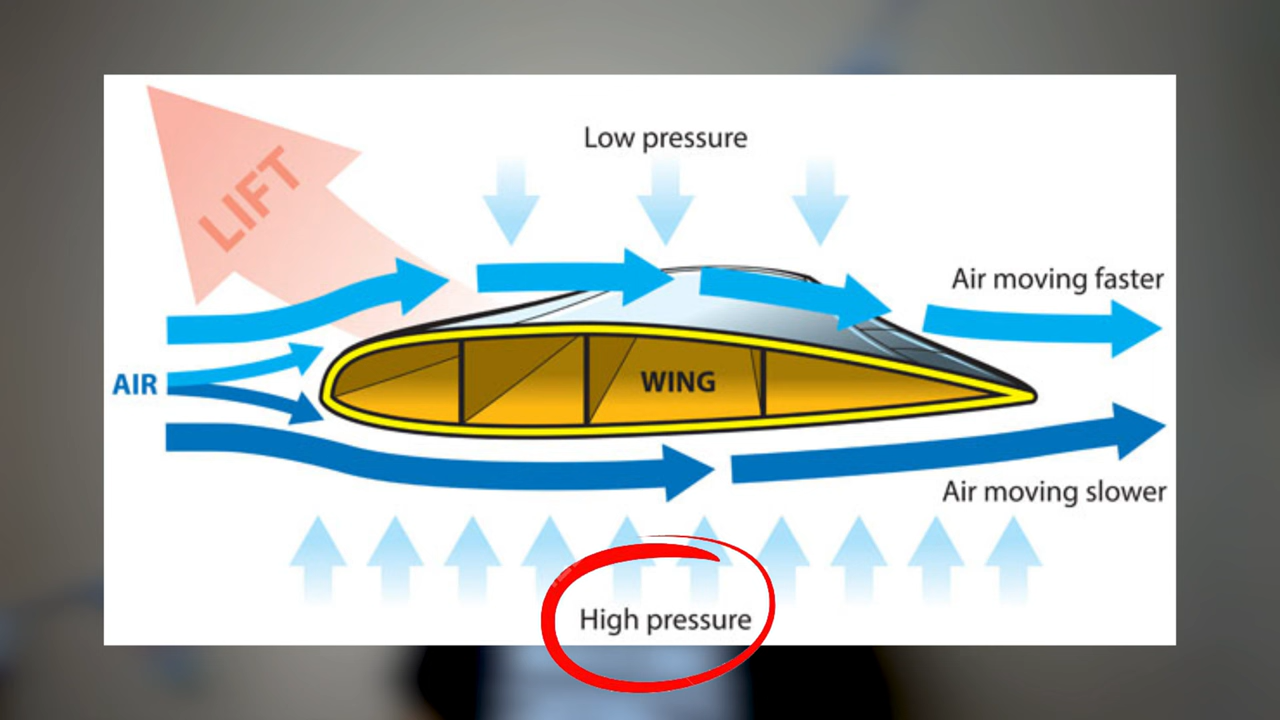 Low pressure
LIFT
Air moving faster
AIR
WING
Air moving slower
High pressure